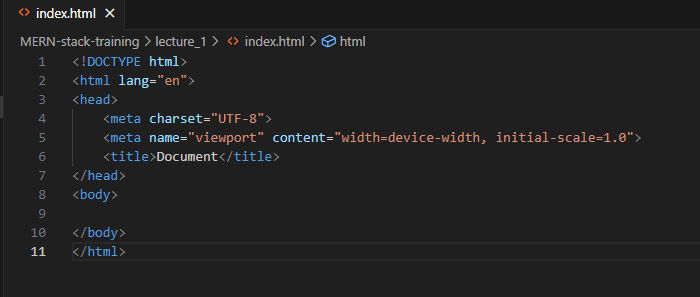 index.html
MERN-stack-training > lecture_1 > index.html > html
1 <!DOCTYPE html>
2 <html lang="en">
3 <head>
4     <meta charset="UTF-8">
5     <meta name="viewport" content="width=device-width, initial-scale=1.0">
6     <title>Document</title>
7 </head>
8 <body>
9
10 </body>
11 </html>